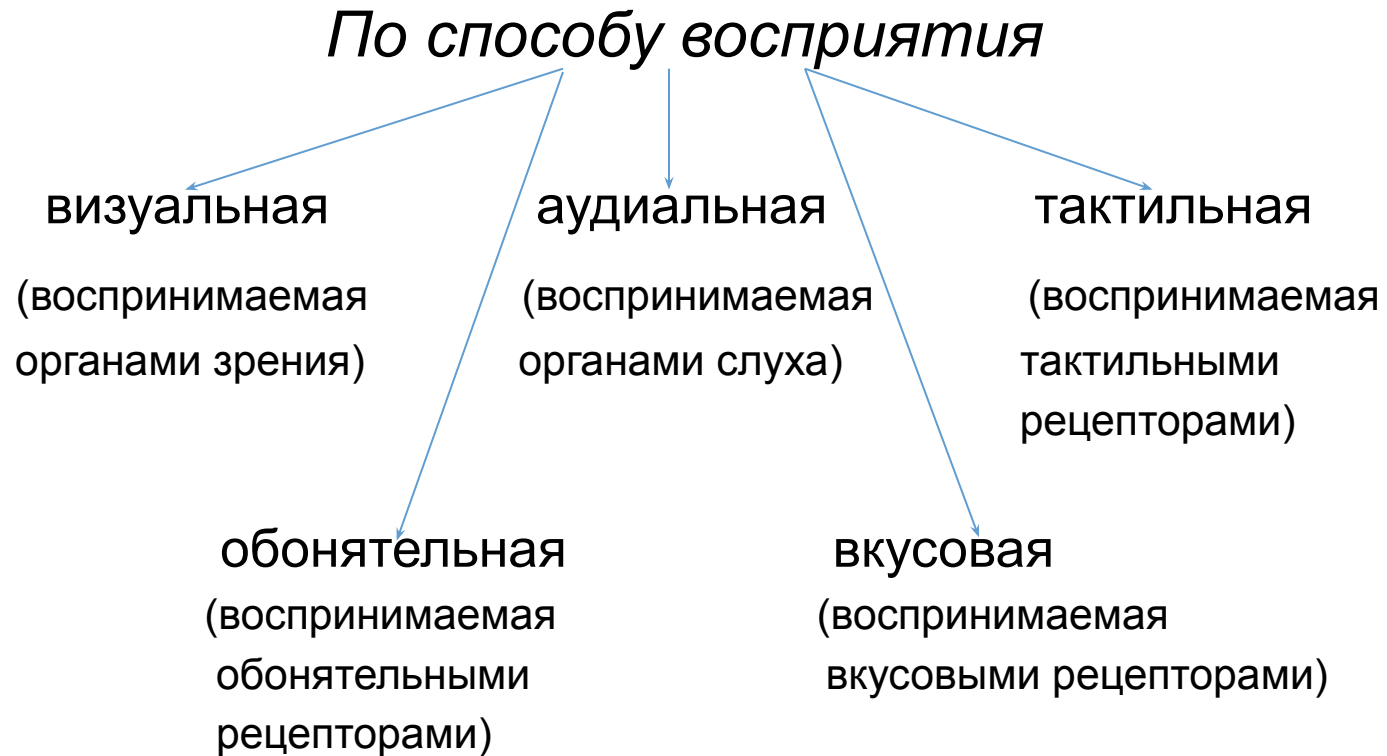 По способу восприятия
визуальная
(воспринимаемая
органами зрения)
аудиальная
(воспринимаемая
органами слуха)
тактильная
(воспринимаемая
тактильными
рецепторами)
обонятельная
(воспринимаемая
обонятельными
рецепторами)
вкусовая
(воспринимаемая
вкусовыми рецепторами)